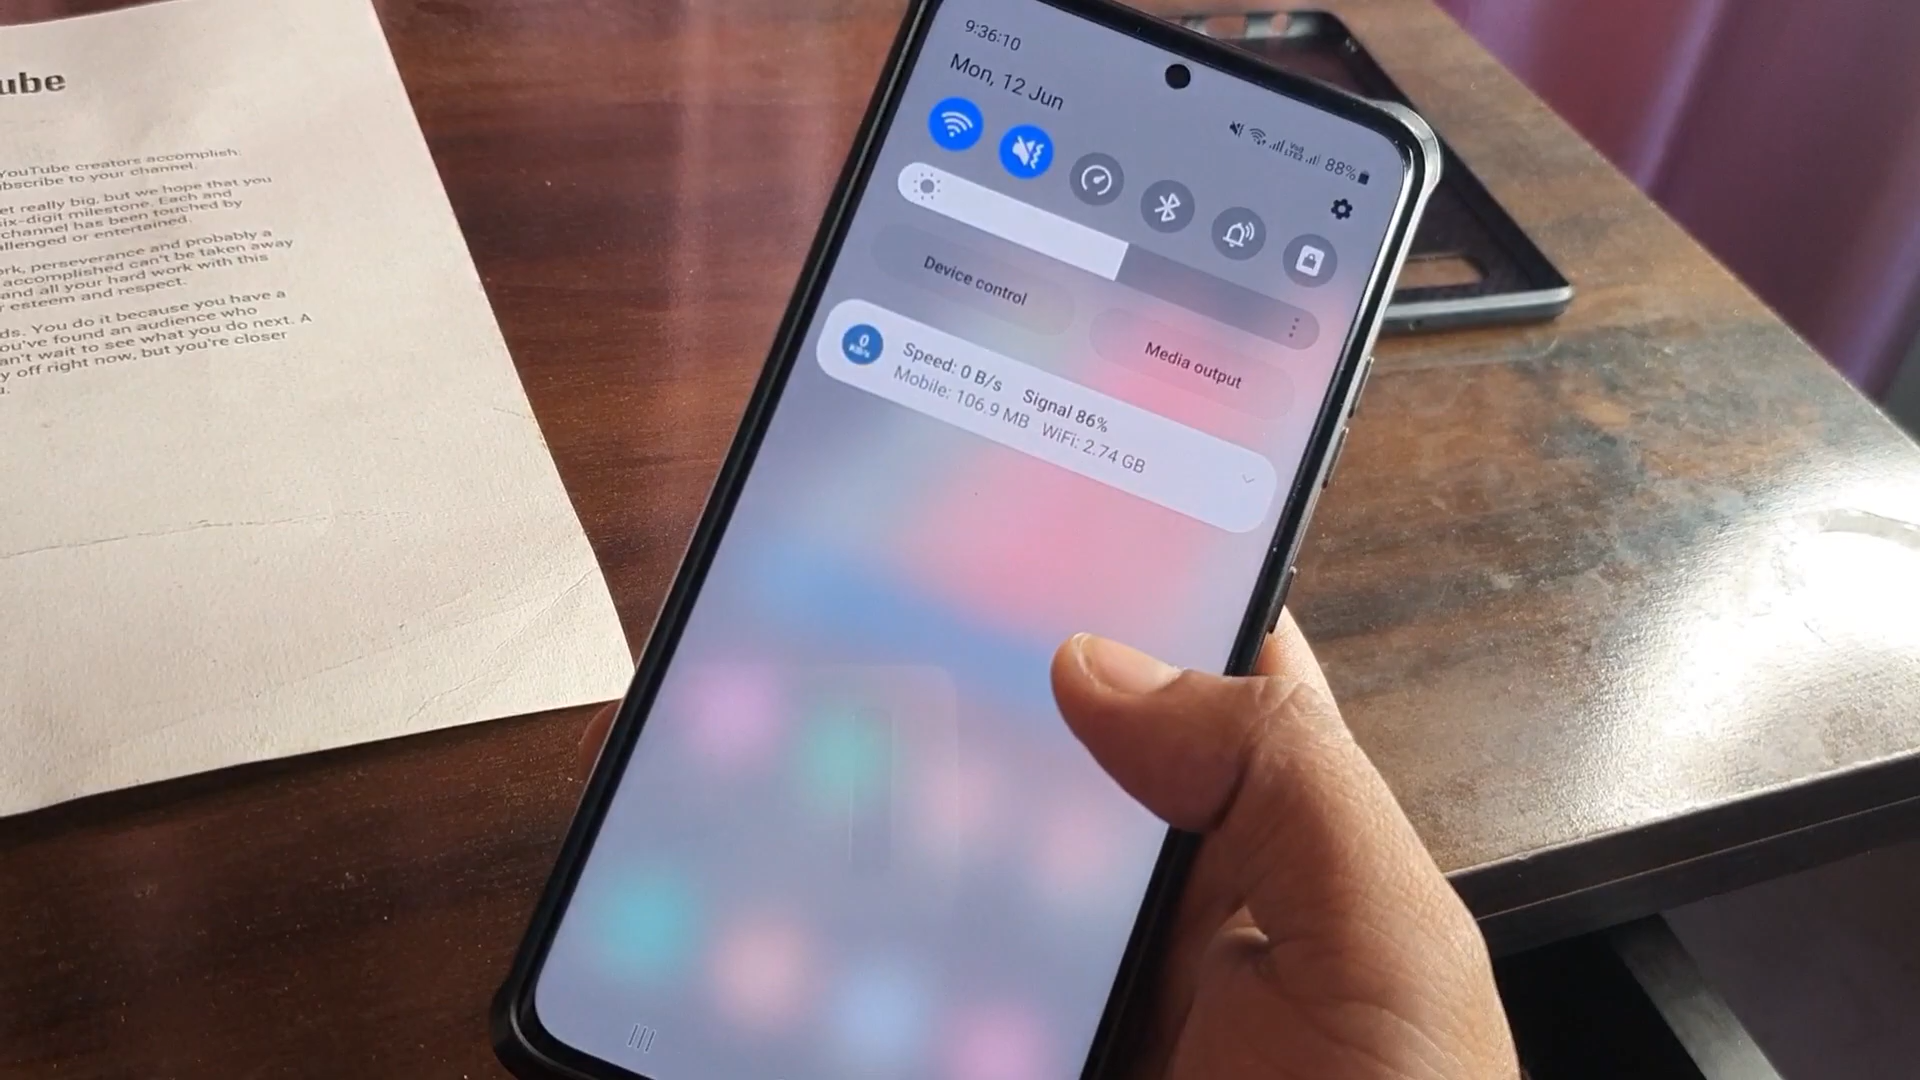 ube
YouTube creators accomplish.
ubscribe to your channel.
et really big, but we hope that you
six-digit milestone. Each and
channel has been touched by
allenged or entertained.
rk, perseverance and probably a
accomplished can't be taken away
and all your hard work with this
r esteem and respect.
ds. You do it because you have a
ou've found an audience who
an't wait to see what you do next. A
y off right now, but you're closer
9:36:10
Mon, 12 Jun
88%
Device control
Media output
0
KB/s
Speed: 0 B/s Signal 86%
Mobile: 106.9 MB WiFi: 2.74 GB